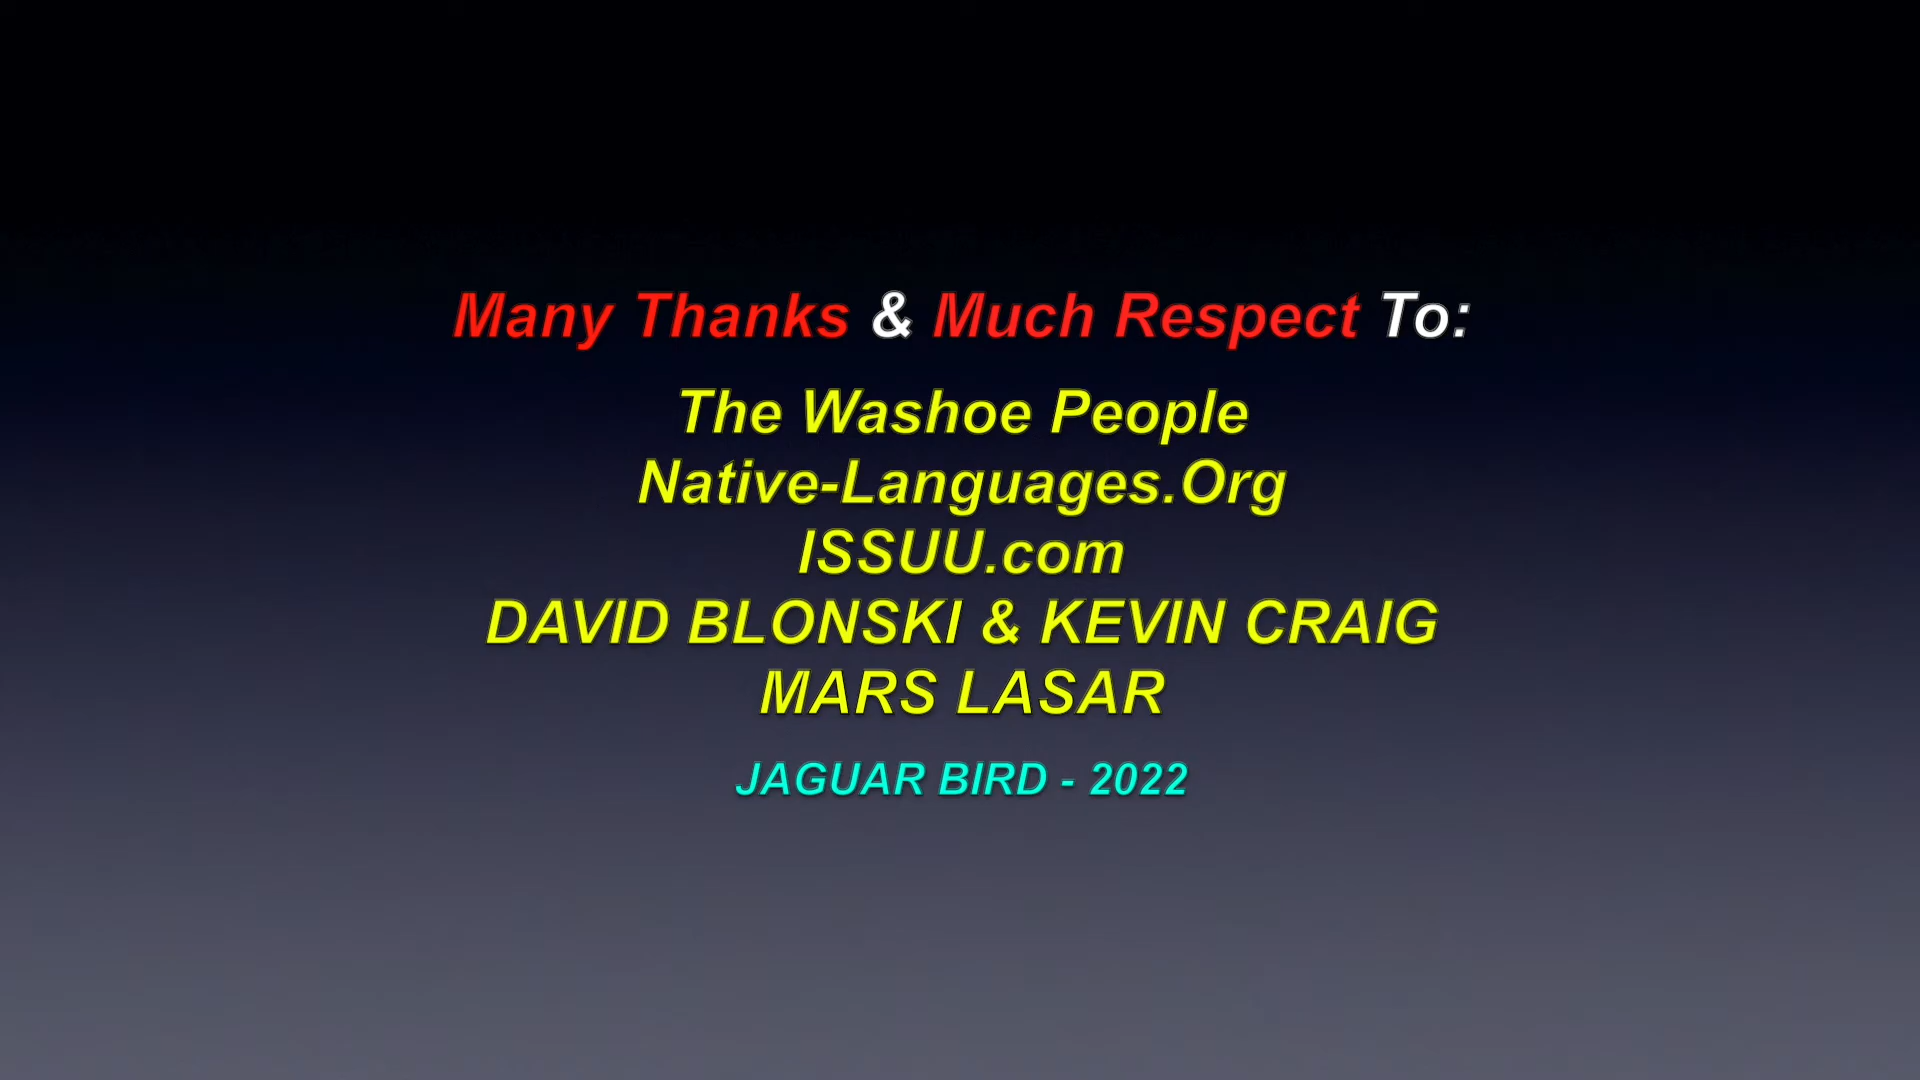 Many Thanks & Much Respect To:
The Washoe People
Native-Languages.Org
ISSUU.com
DAVID BLONSKI & KEVIN CRAIG
MARS LASAR
JAGUAR BIRD - 2022